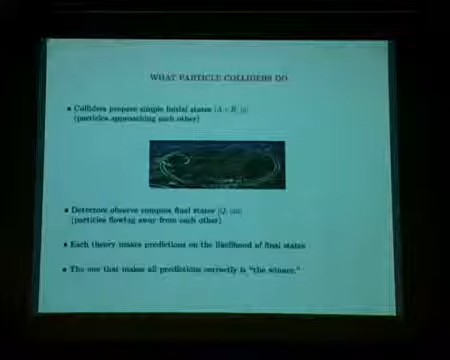 WHAT PARTICLE COLLIDERS DO
• Colliders prepare simple initial states |A + B, in⟩
(particles approaching each other)
• Detectors observe complex final states
(particles flowing away from each other)
• Each theory makes predictions on the likelihood of final states
• The one that makes all predictions correctly is "the winner."